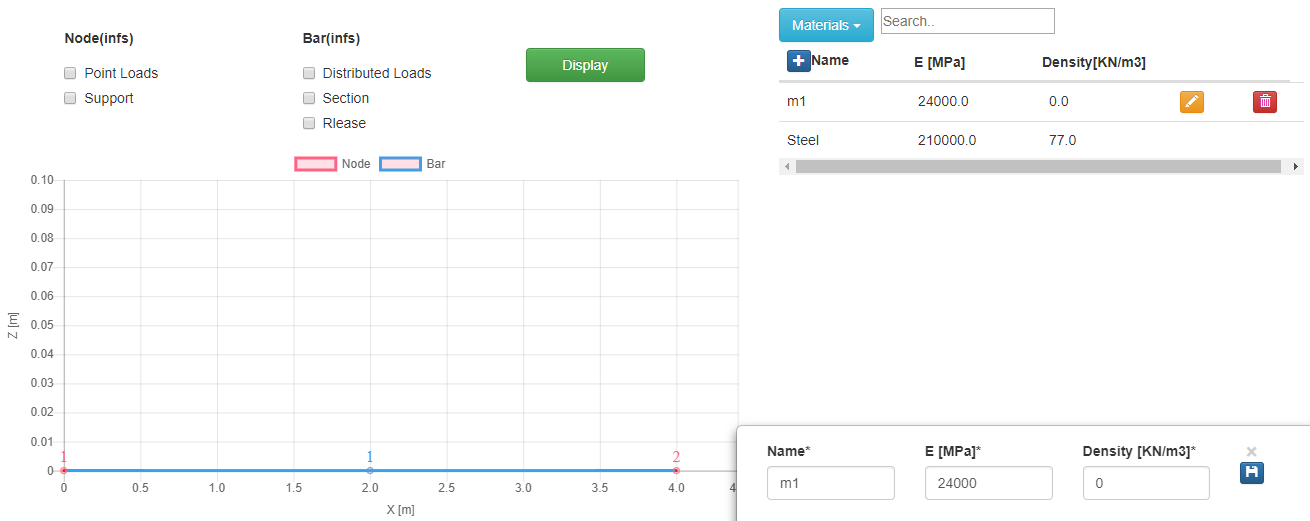 Node(infs)
Bar(infs)
Point Loads
Support
Distributed Loads
Section
Rlease
Display
Materials
Search..
Name
E [MPa]
Density[KN/m3]
m1
24000.0
0.0
Steel
210000.0
77.0
Node
Bar
0.10
0.09
0.08
0.07
0.06
0.05
0.04
0.03
0.02
0.01
0
Z [m]
1
1
2
0
0.5
1.0
1.5
2.0
2.5
3.0
3.5
4.0
X [m]
Name*
E [MPa]*
Density [KN/m3]*
m1
24000
0